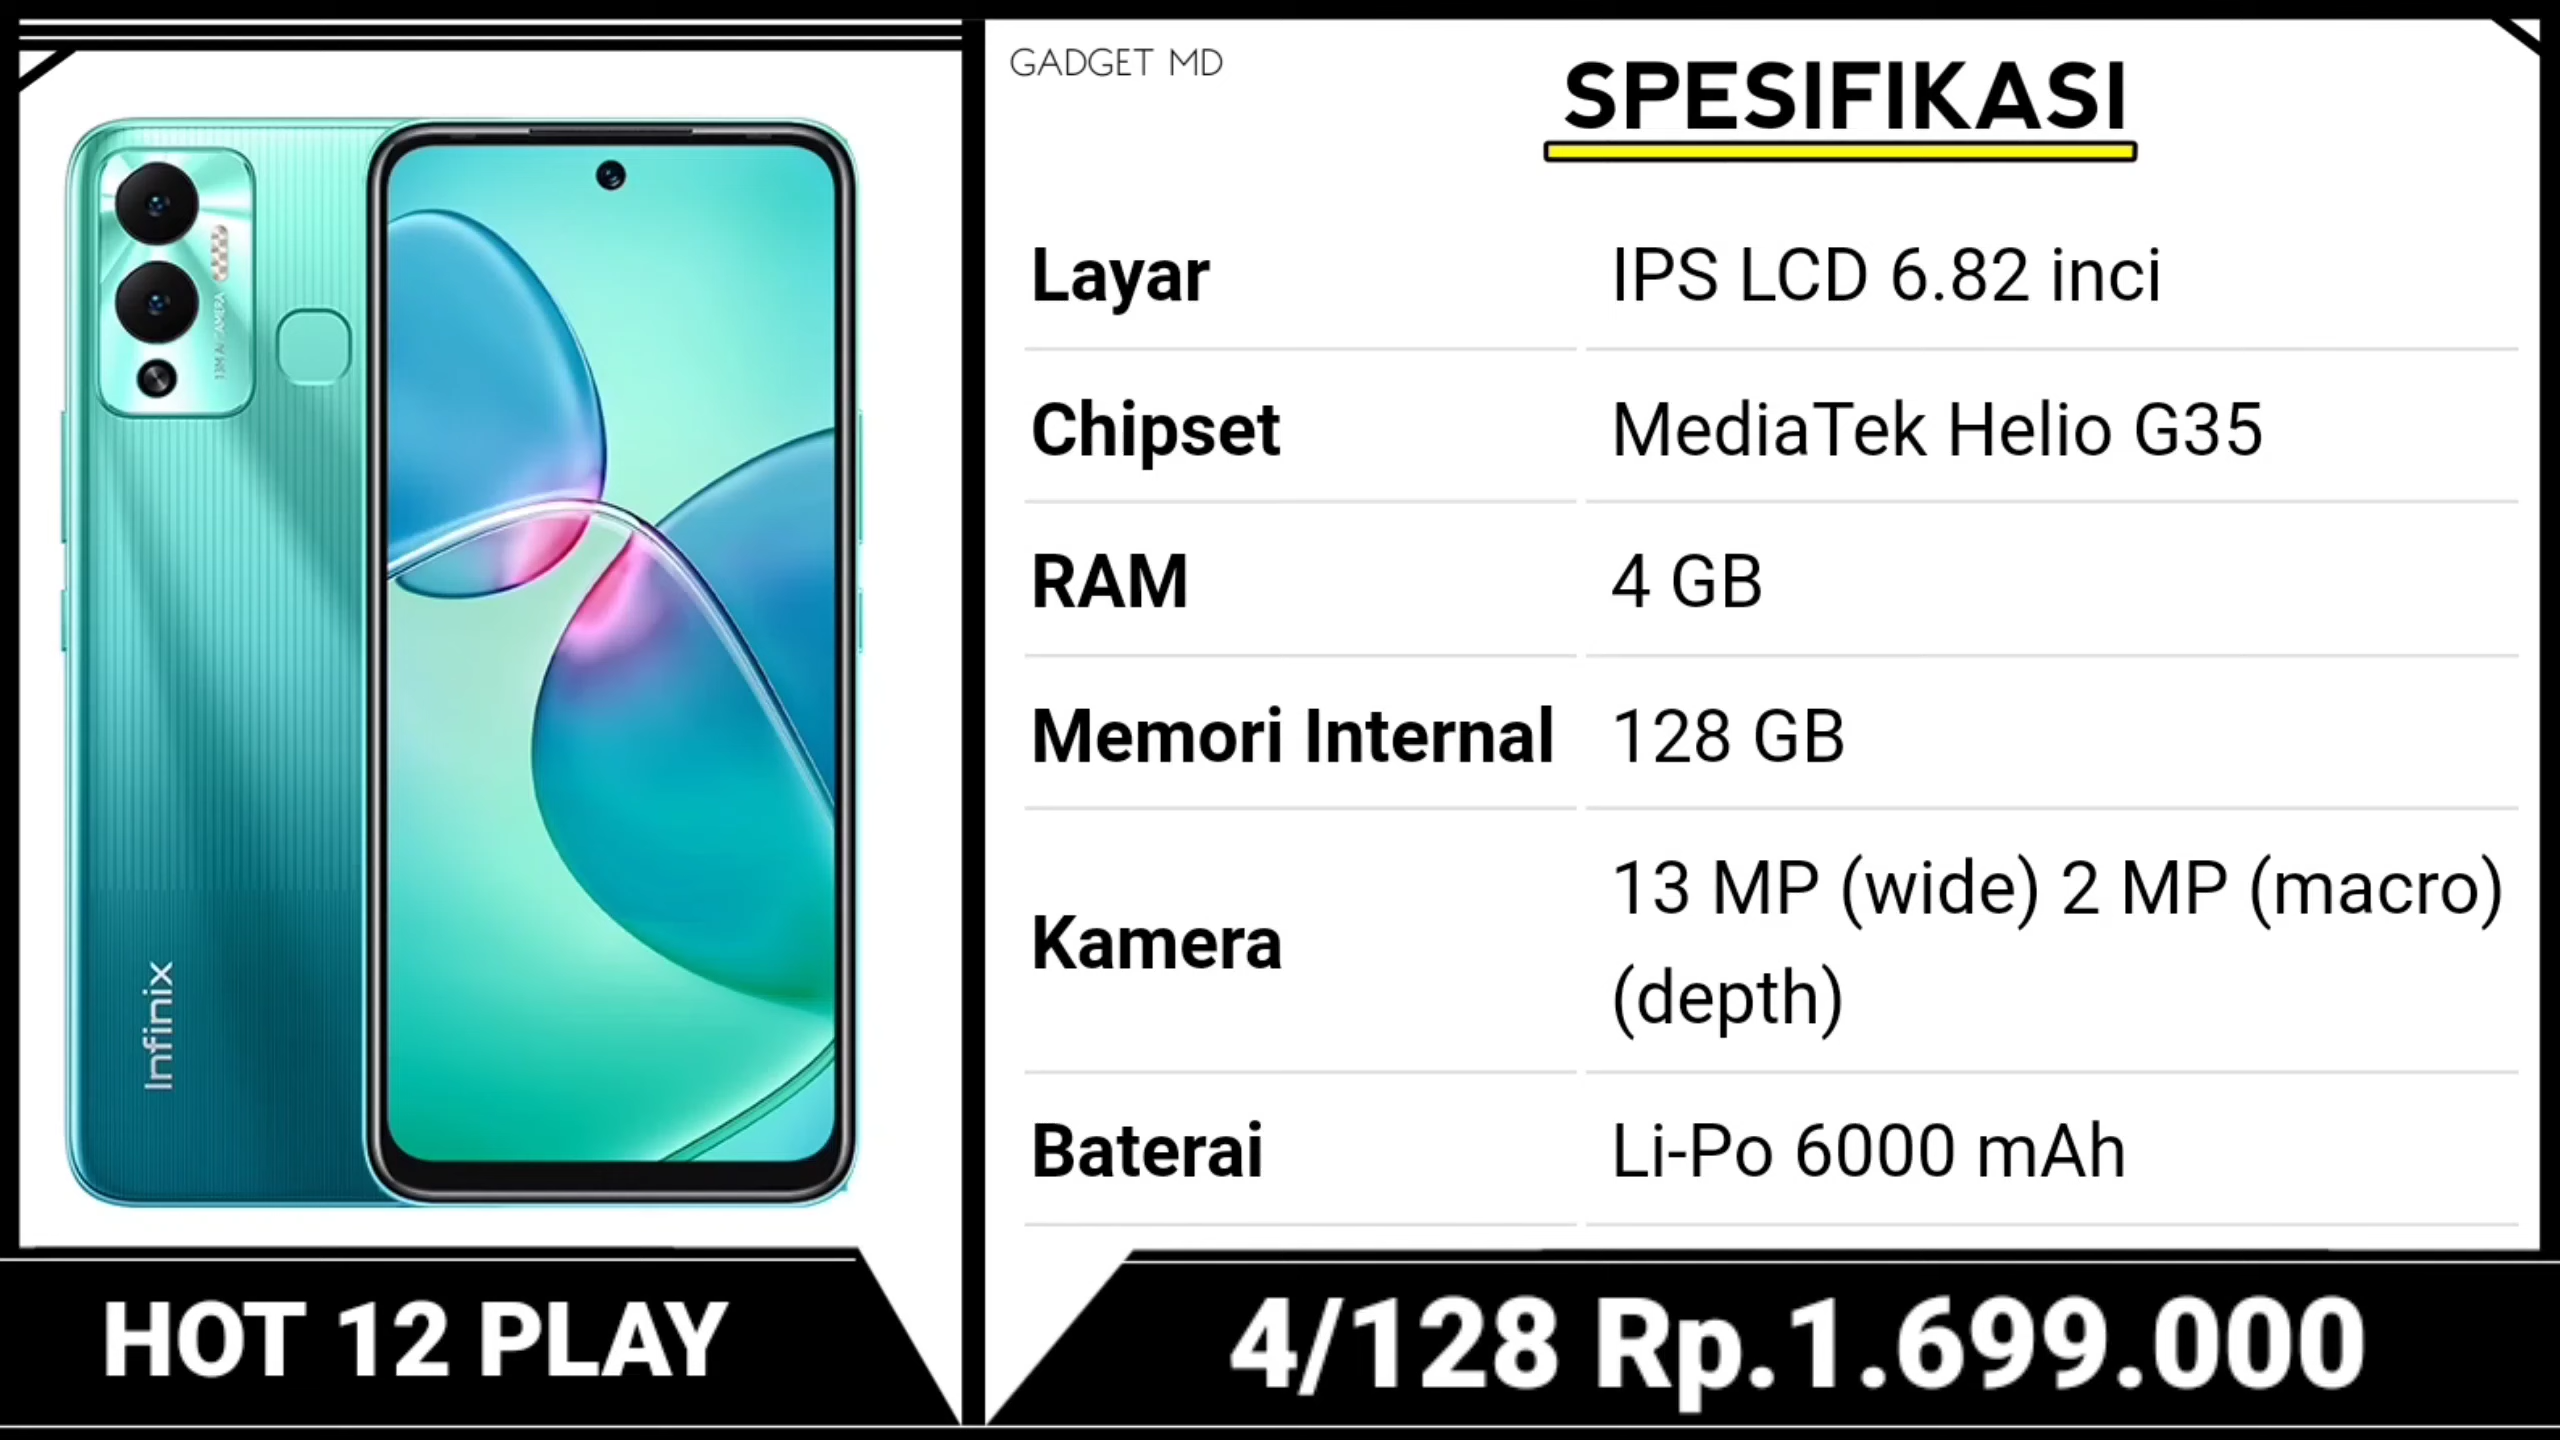 GADGET MD
SPESIFIKASI
Layar IPS LCD 6.82 inci
Chipset MediaTek Helio G35
RAM 4 GB
Memori Internal 128 GB
Kamera 13 MP (wide) 2 MP (macro)
(depth)
Baterai Li-Po 6000 mAh
Infinix
HOT 12 PLAY
4/128 Rp.1.699.000